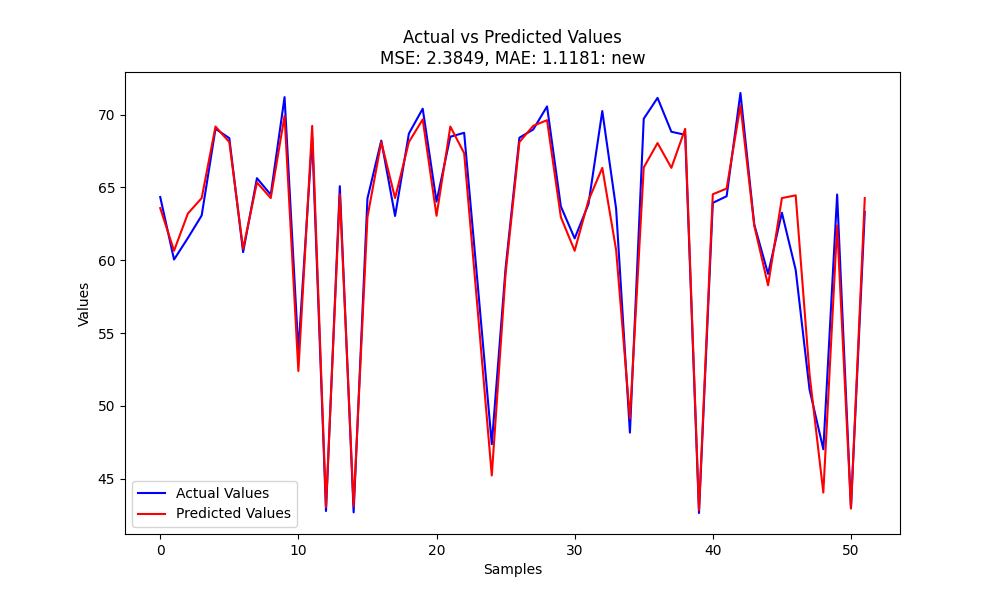 Actual vs Predicted Values
MSE: 2.3849, MAE: 1.1181: new
Values
70
65
60
55
50
45
Actual Values
Predicted Values
0 10 20 30 40 50
Samples